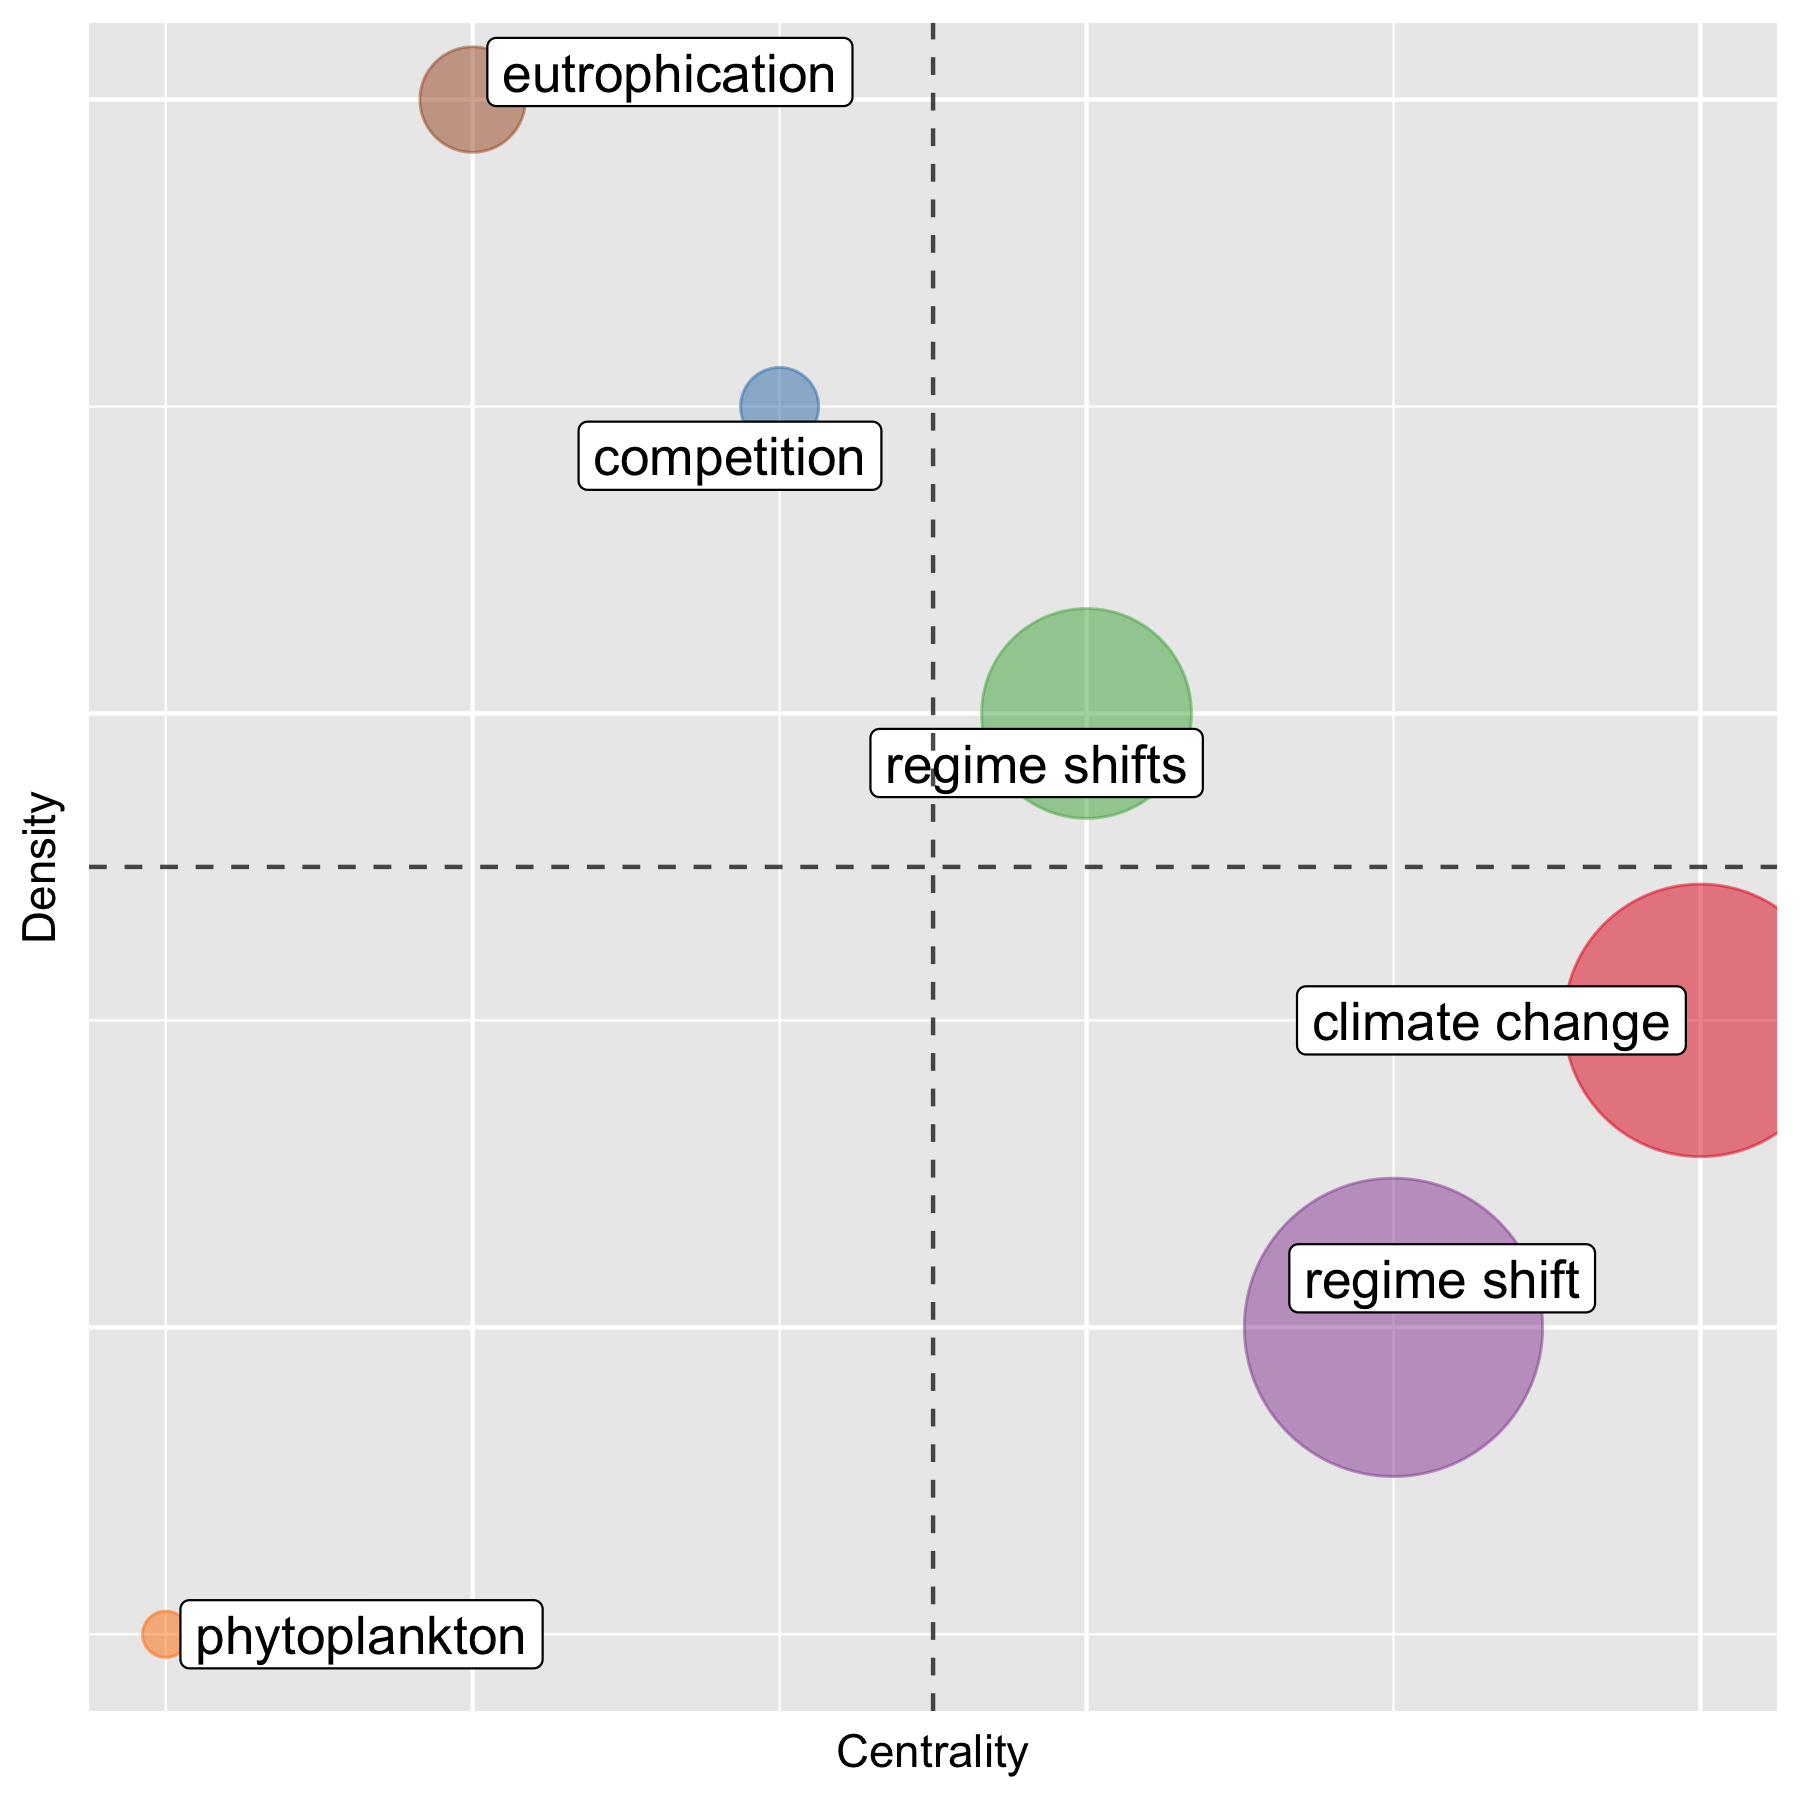 eutrophication
competition
regime shifts
climate change
regime shift
phytoplankton
Density
Centrality